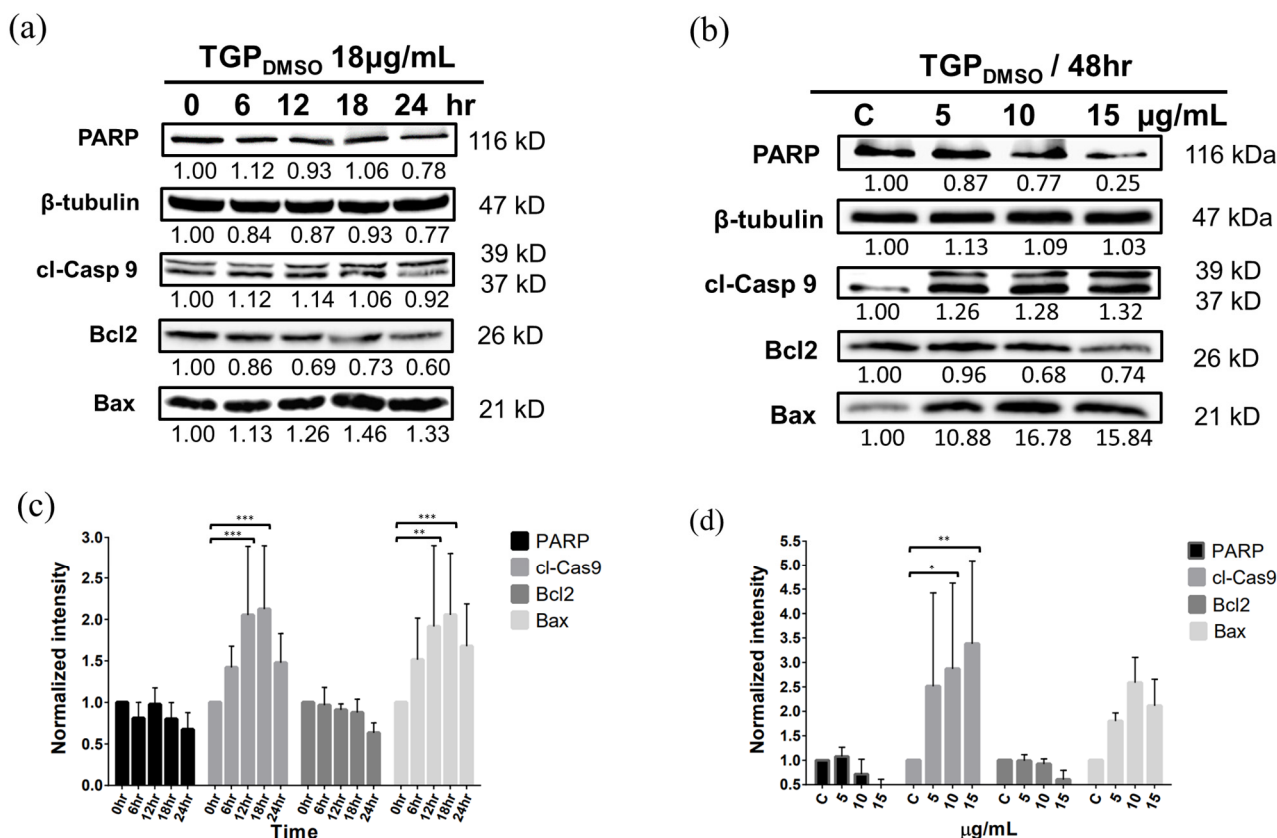 (a)
TGPDMSO 18μg/mL
0 6 12 18 24 hr
PARP 116 kD
1.00 1.12 0.93 1.06 0.78
β-tubulin 47 kD
1.00 0.84 0.87 0.93 0.77
39 kD
cl-Casp 9
37 kD
1.00 1.12 1.14 1.06 0.92
Bcl2 26 kD
1.00 0.86 0.69 0.73 0.60
Bax 21 kD
1.00 1.13 1.26 1.46 1.33
(b)
TGPDMSO / 48hr
C 5 10 15 μg/mL
PARP 116 kDa
1.00 0.87 0.77 0.25
β-tubulin 47 kDa
1.00 1.13 1.09 1.03
39 kD
cl-Casp 9
37 kD
1.00 1.26 1.28 1.32
Bcl2 26 kD
1.00 0.96 0.68 0.74
Bax 21 kD
1.00 10.88 16.78 15.84
(c)
Normalized intensity
3.0
2.5
2.0
1.5
1.0
0.5
0.0
*** ***
*** **
PARP
cl-Cas9
Bcl2
Bax
0hr 6hr 12hr 18hr 24hr 0hr 6hr 12hr 18hr 24hr 0hr 6hr 12hr 18hr 24hr 0hr 6hr 12hr 18hr 24hr
Time
(d)
Normalized intensity
5.5
5.0
4.5
4.0
3.5
3.0
2.5
2.0
1.5
1.0
0.5
**
*
PARP
cl-Cas9
Bcl2
Bax
C 5 10 15 C 5 10 15 C 5 10 15 C 5 10 15
μg/mL